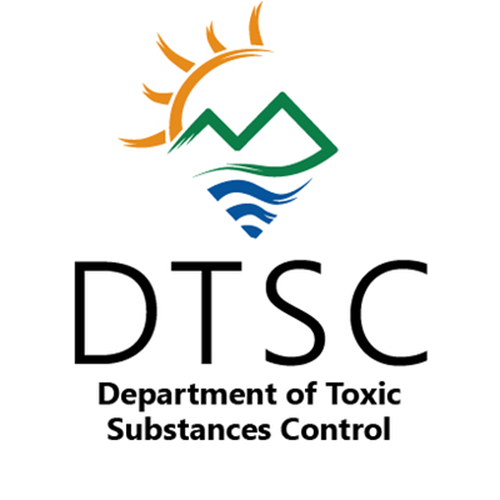 DTSC
Department of Toxic
Substances Control